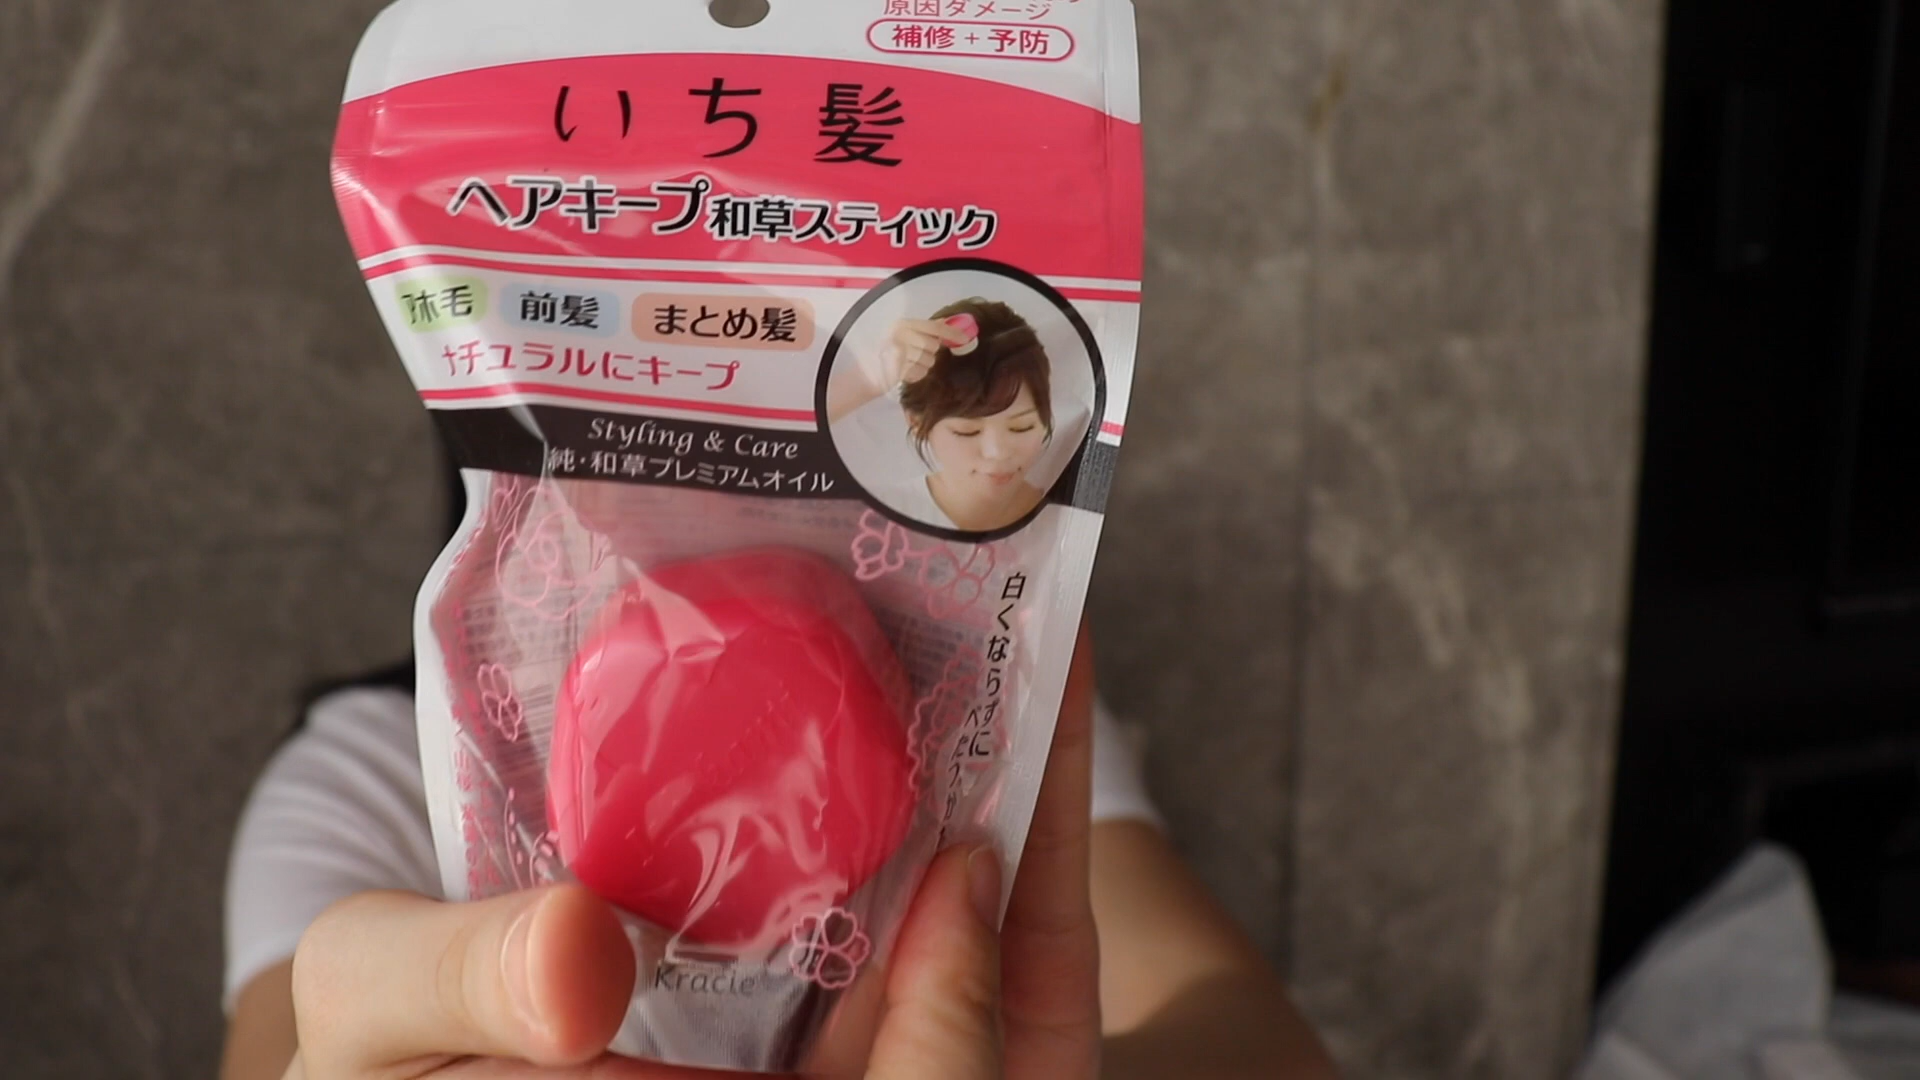 原因ダメージ
補修+予防
いち髪
ヘアキープ和草スティック
前髪 まとめ髪
ナチュラルにキープ
Styling & Care
純・和草プレミアムオイル
白くならずに
Kracie